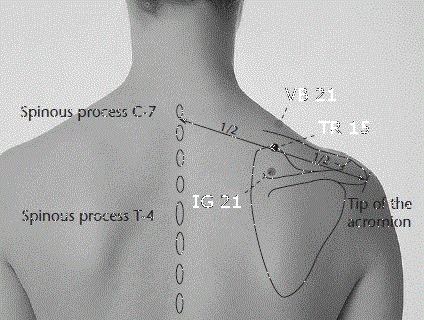 VB 21
Spinous process C-7
TR 15
1/2
1/2
IG 21
Tip of the
acromion
Spinous process T-4